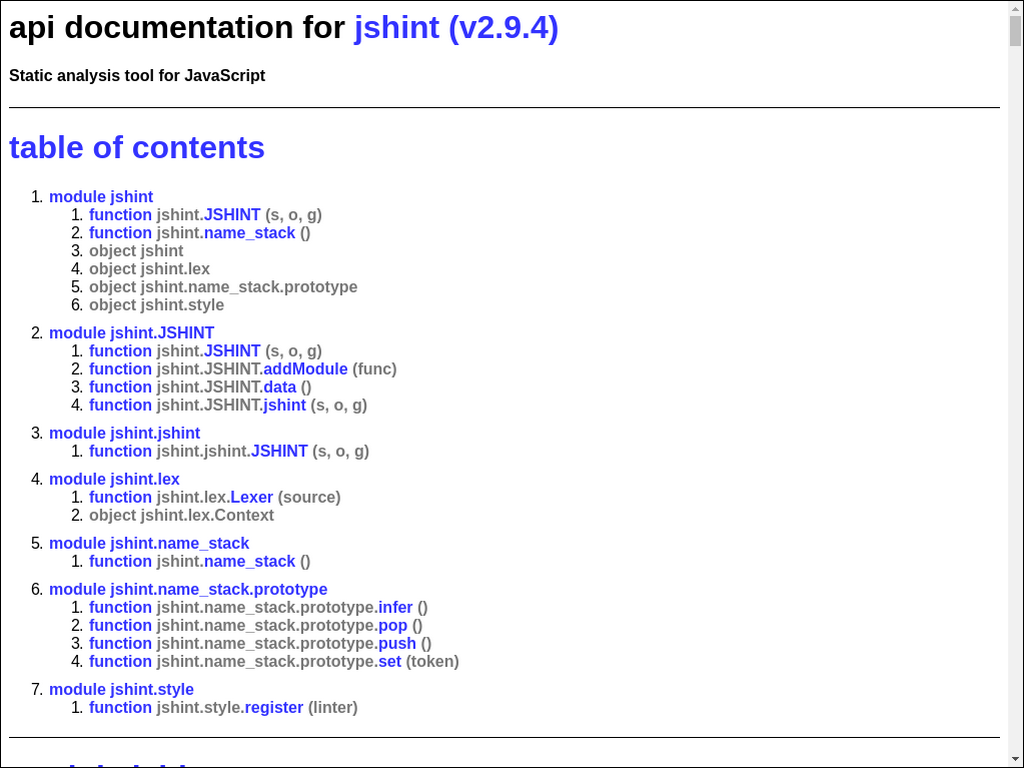 api documentation for jshint (v2.9.4)
Static analysis tool for JavaScript
table of contents
1. module jshint
1. function jshint.JSHINT (s, o, g)
2. function jshint.name_stack ()
3. object jshint
4. object jshint.lex
5. object jshint.name_stack.prototype
6. object jshint.style
2. module jshint.JSHINT
1. function jshint.JSHINT (s, o, g)
2. function jshint.JSHINT.addModule (func)
3. function jshint.JSHINT.data ()
4. function jshint.JSHINT.jshint (s, o, g)
3. module jshint.jshint
1. function jshint.jshint.JSHINT (s, o, g)
4. module jshint.lex
1. function jshint.lex.Lexer (source)
2. object jshint.lex.Context
5. module jshint.name_stack
1. function jshint.name_stack ()
6. module jshint.name_stack.prototype
1. function jshint.name_stack.prototype.infer ()
2. function jshint.name_stack.prototype.pop ()
3. function jshint.name_stack.prototype.push ()
4. function jshint.name_stack.prototype.set (token)
7. module jshint.style
1. function jshint.style.register (linter)